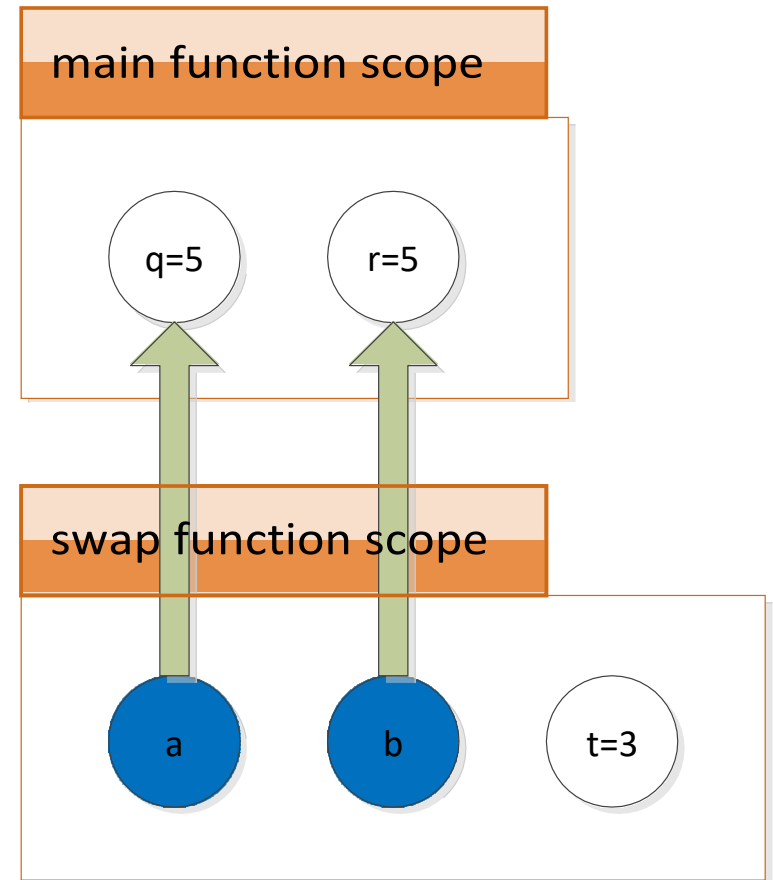 main function scope
q=5
r=5
swap function scope
a
b
t=3